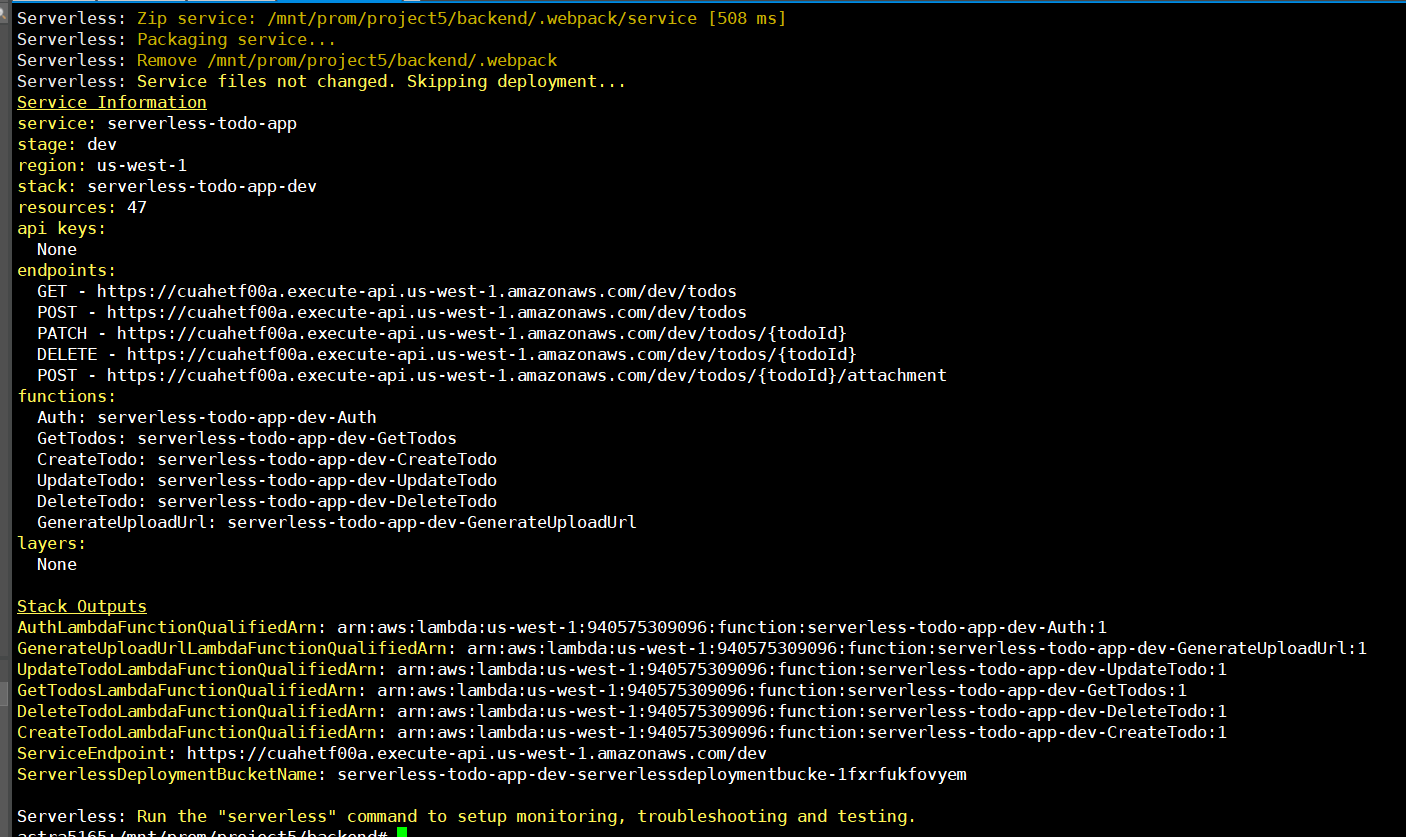 Serverless: Zip service: /mnt/prom/project5/backend/.webpack/service [508 ms]
Serverless: Packaging service...
Serverless: Remove /mnt/prom/project5/backend/.webpack
Serverless: Service files not changed. Skipping deployment...
Service Information
service: serverless-todo-app
stage: dev
region: us-west-1
stack: serverless-todo-app-dev
resources: 47
api keys:
  None
endpoints:
  GET - https://cuahetf00a.execute-api.us-west-1.amazonaws.com/dev/todos
  POST - https://cuahetf00a.execute-api.us-west-1.amazonaws.com/dev/todos
  PATCH - https://cuahetf00a.execute-api.us-west-1.amazonaws.com/dev/todos/{todoId}
  DELETE - https://cuahetf00a.execute-api.us-west-1.amazonaws.com/dev/todos/{todoId}
  POST - https://cuahetf00a.execute-api.us-west-1.amazonaws.com/dev/todos/{todoId}/attachment
functions:
  Auth: serverless-todo-app-dev-Auth
  GetTodos: serverless-todo-app-dev-GetTodos
  CreateTodo: serverless-todo-app-dev-CreateTodo
  UpdateTodo: serverless-todo-app-dev-UpdateTodo
  DeleteTodo: serverless-todo-app-dev-DeleteTodo
  GenerateUploadUrl: serverless-todo-app-dev-GenerateUploadUrl
layers:
  None
Stack Outputs
AuthLambdaFunctionQualifiedArn: arn:aws:lambda:us-west-1:940575309096:function:serverless-todo-app-dev-Auth:1
GenerateUploadUrlLambdaFunctionQualifiedArn: arn:aws:lambda:us-west-1:940575309096:function:serverless-todo-app-dev-GenerateUploadUrl:1
UpdateTodoLambdaFunctionQualifiedArn: arn:aws:lambda:us-west-1:940575309096:function:serverless-todo-app-dev-UpdateTodo:1
GetTodosLambdaFunctionQualifiedArn: arn:aws:lambda:us-west-1:940575309096:function:serverless-todo-app-dev-GetTodos:1
DeleteTodoLambdaFunctionQualifiedArn: arn:aws:lambda:us-west-1:940575309096:function:serverless-todo-app-dev-DeleteTodo:1
CreateTodoLambdaFunctionQualifiedArn: arn:aws:lambda:us-west-1:940575309096:function:serverless-todo-app-dev-CreateTodo:1
ServiceEndpoint: https://cuahetf00a.execute-api.us-west-1.amazonaws.com/dev
ServerlessDeploymentBucketName: serverless-todo-app-dev-serverlessdeploymentbucke-1fxrfukfovyem
Serverless: Run the "serverless" command to setup monitoring, troubleshooting and testing.
astra5165:/mnt/prom/project5/backend#